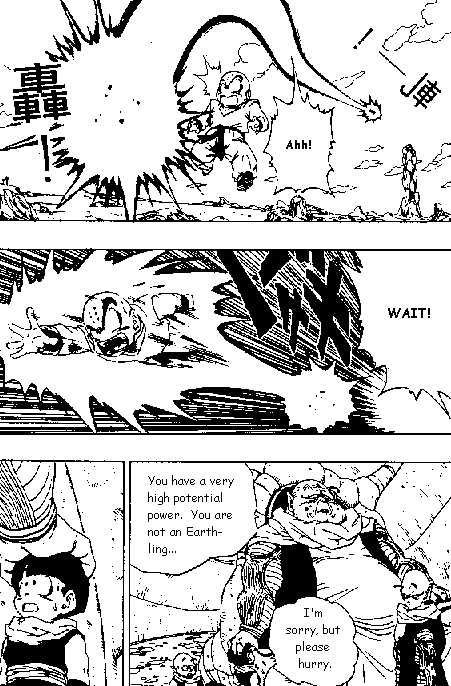 轟!
Ahh!
WAIT!
You have a very
high potential
power. You are
not an Earth-
ling...
I'm
sorry, but
please
hurry.